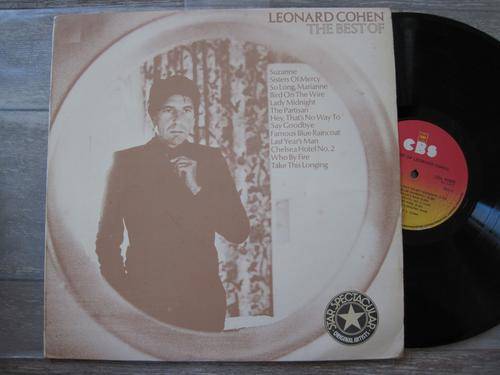 LEONARD COHEN
THE BEST OF
Suzanne
Sisters Of Mercy
So Long, Marianne
Bird On The Wire
Lady Midnight
The Partisan
Hey, That's No Way To
Say Goodbye
Famous Blue Raincoat
Last Year's Man
Chelsea Hotel No. 2
Who By Fire
Take This Longing
STAR SPECTACULAR
ORIGINAL ARTISTS
CBS